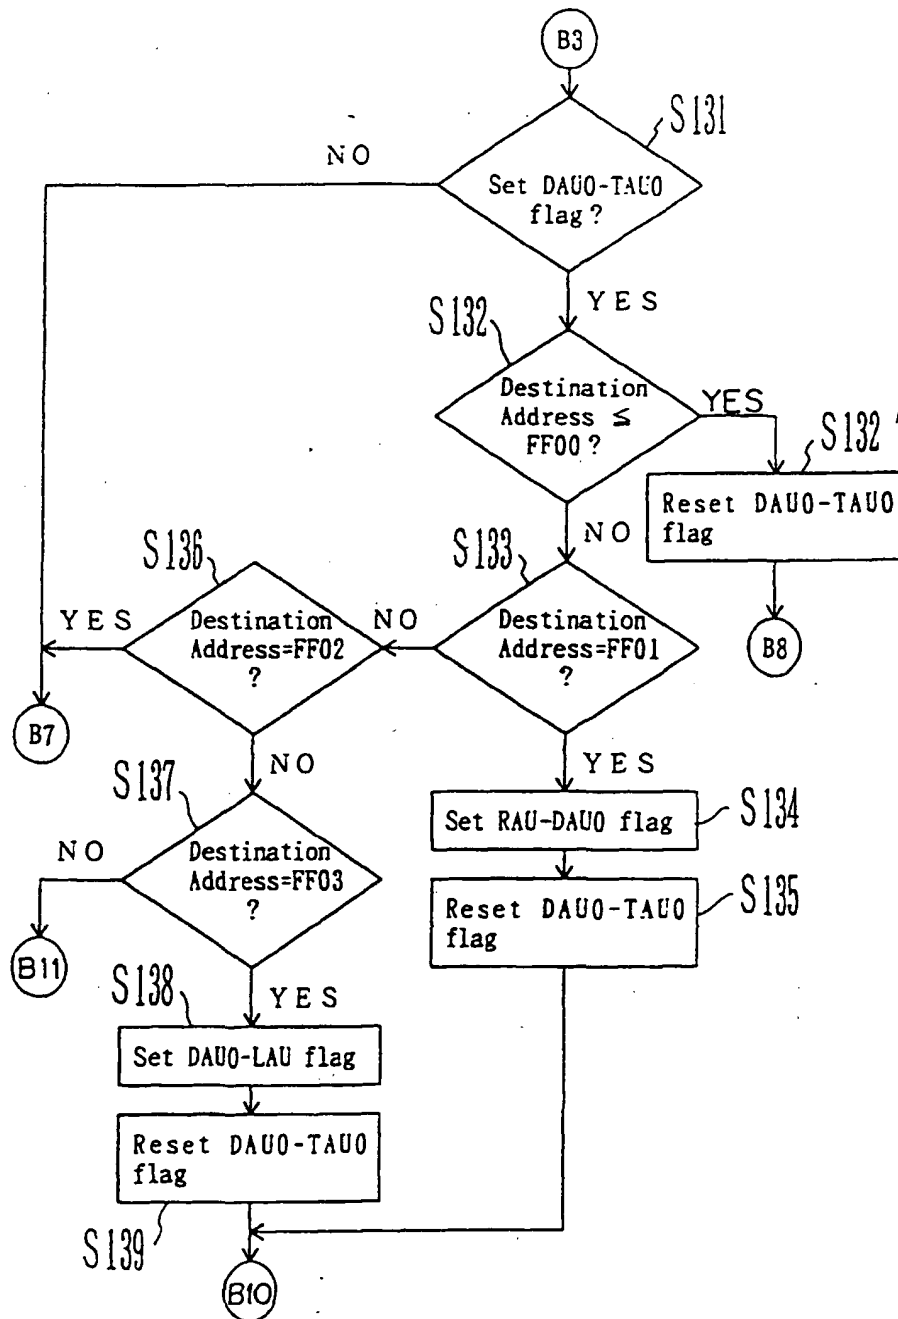 B3
S131
NO
Set DAU0-TAU0
flag?
YES
S132
Destination
Address ≦
FF00?
YES
S132'
Reset DAU0-TAU0
flag
NO
S133
S136
Destination
Address=FF02
?
YES
NO
Destination
Address=FF01
?
B8
B7
NO
YES
S137
Destination
Address=FF03
?
NO
Set RAU-DAU0 flag
S134
Reset DAU0-TAU0
flag
S135
B11
S138
YES
Set DAU0-LAU flag
Reset DAU0-TAU0
flag
S139
B10